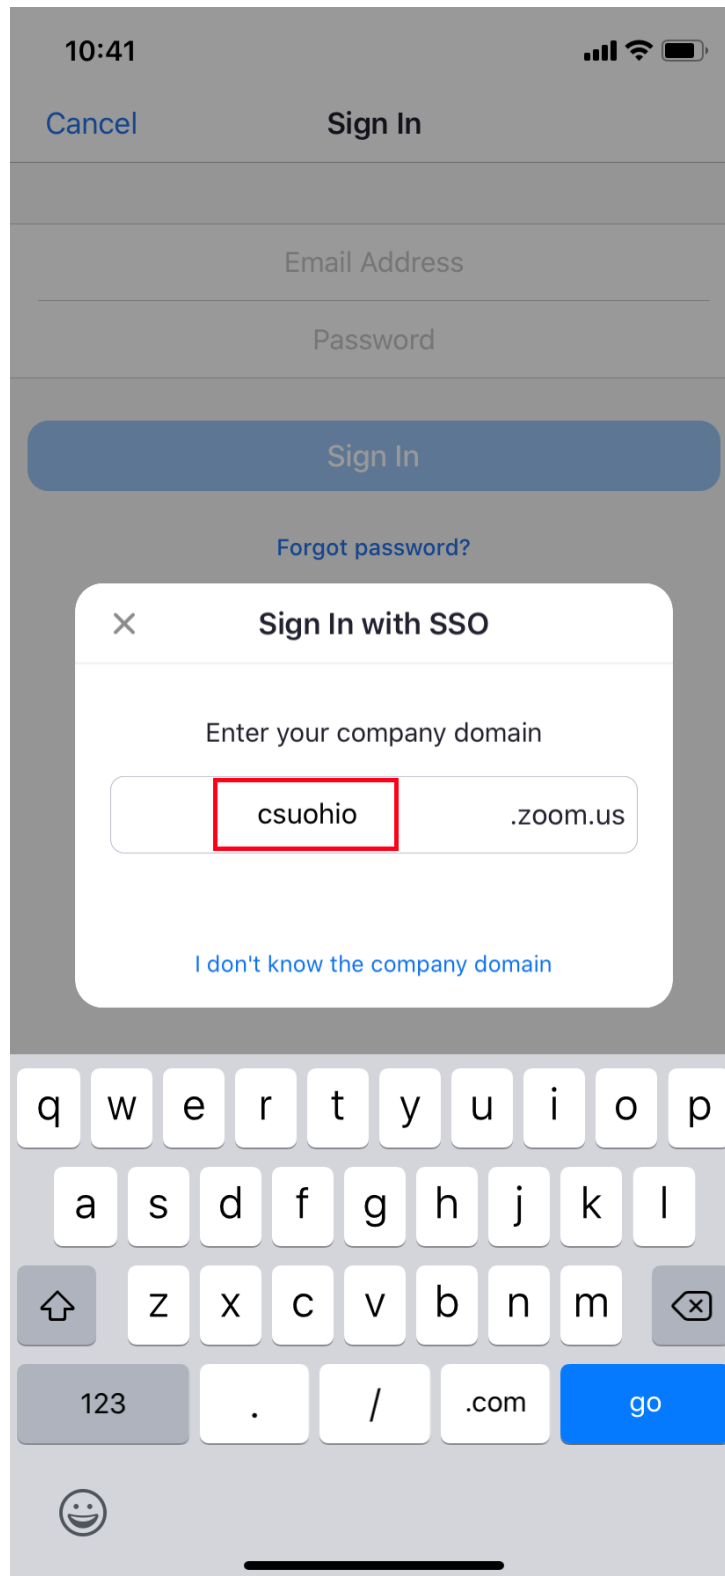 10:41
Cancel Sign In
Email Address
Password
Sign In
Forgot password?
Sign In with SSO
Enter your company domain
csuohio .zoom.us
I don't know the company domain
q w e r t y u i o p
a s d f g h j k l
z x c v b n m
123 . / .com go